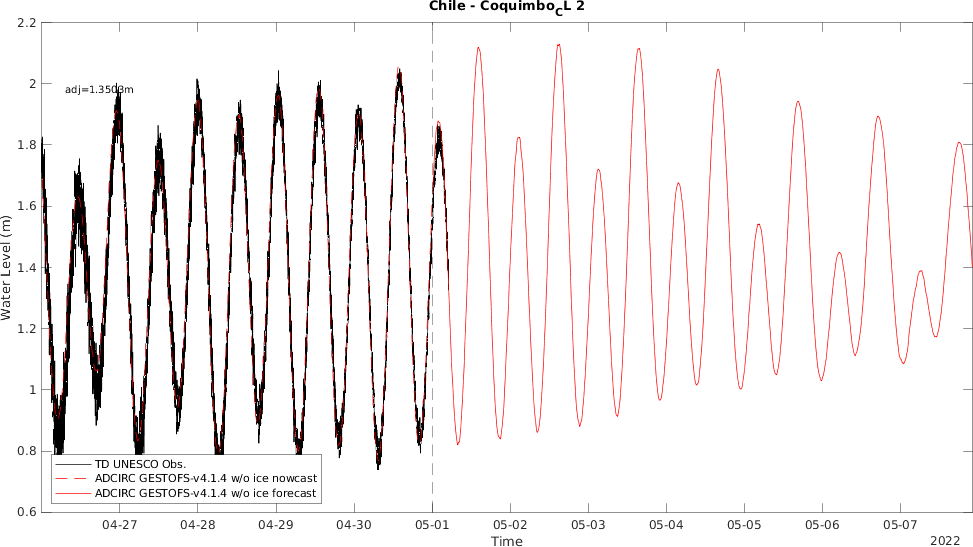 Chile - Coquimbo_CL 2
2.2
2
1.8
1.6
1.4
1.2
1
0.8
0.6
Water Level (m)
adj=1.3503m
TD UNESCO Obs.
ADCIRC GESTOFS-v4.1.4 w/o ice nowcast
ADCIRC GESTOFS-v4.1.4 w/o ice forecast
04-27 04-28 04-29 04-30 05-01 05-02 05-03 05-04 05-05 05-06 05-07
Time
2022